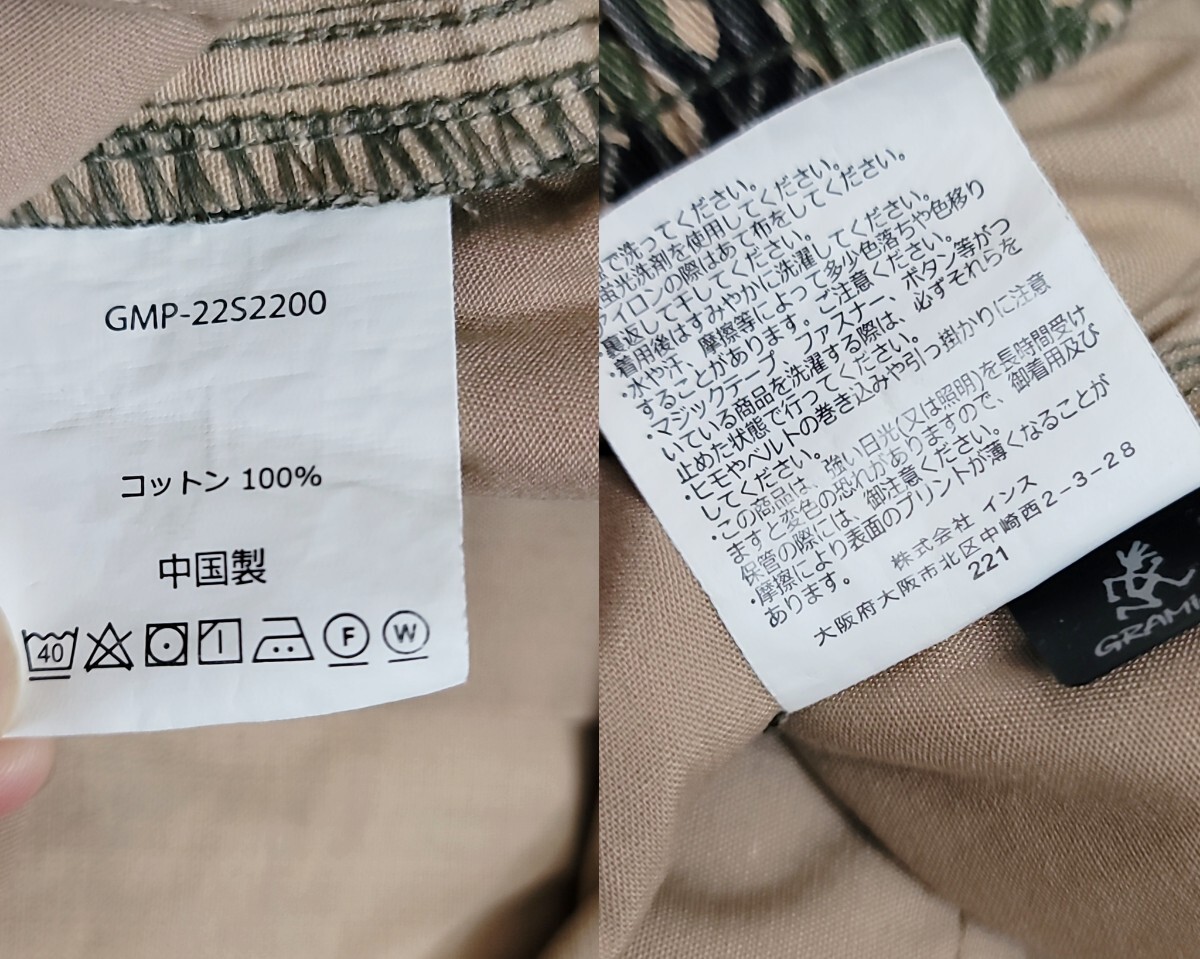 GMP-22S2200
コットン 100%
中国製
40
F
W
で洗ってください。
蛍光洗剤を使用してください。
アイロンの際はあて布をしてください。
裏返して干してください。
・着用後はすみやかに洗濯してください。
・水や汗、摩擦等によって多少色落ちや色移り
することがあります。ご注意ください。
・マジックテープ、ファスナー、ボタン等がつ
いている商品を洗濯する際は、必ずそれらを
止めた状態で行ってください。
・ヒモやベルトの巻き込みや引っ掛かりに注意
してください。
・この商品は、強い日光(又は照明)を長時間受け
ますと変色の恐れがありますので、御着用及び
保管の際には、御注意ください。
・摩擦により表面のプリントが薄くなることが
あります。
株式会社 インス
大阪府大阪市北区中崎西2-3-28
221
GRAMI